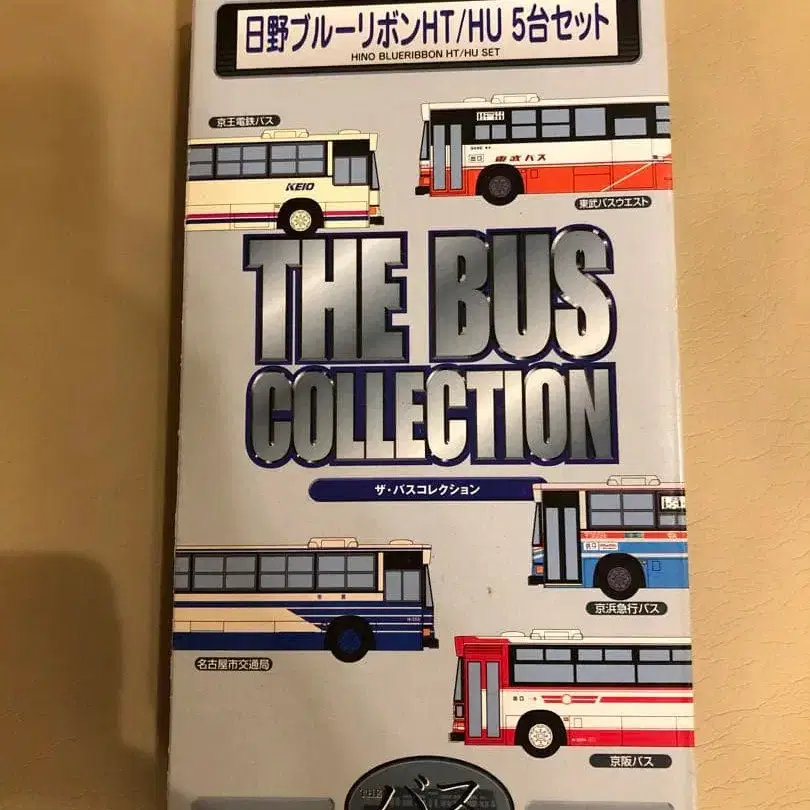 日野ブルーリボンHT/HU 5台セット
HINO BLUERIBBON HT/HU SET
京王電鉄バス
KEIO
東武バス
東武バスウエスト
THE BUS
COLLECTION
ザ・バスコレクション
京浜急行バス
名古屋市交通局
京阪バス
THE
バス